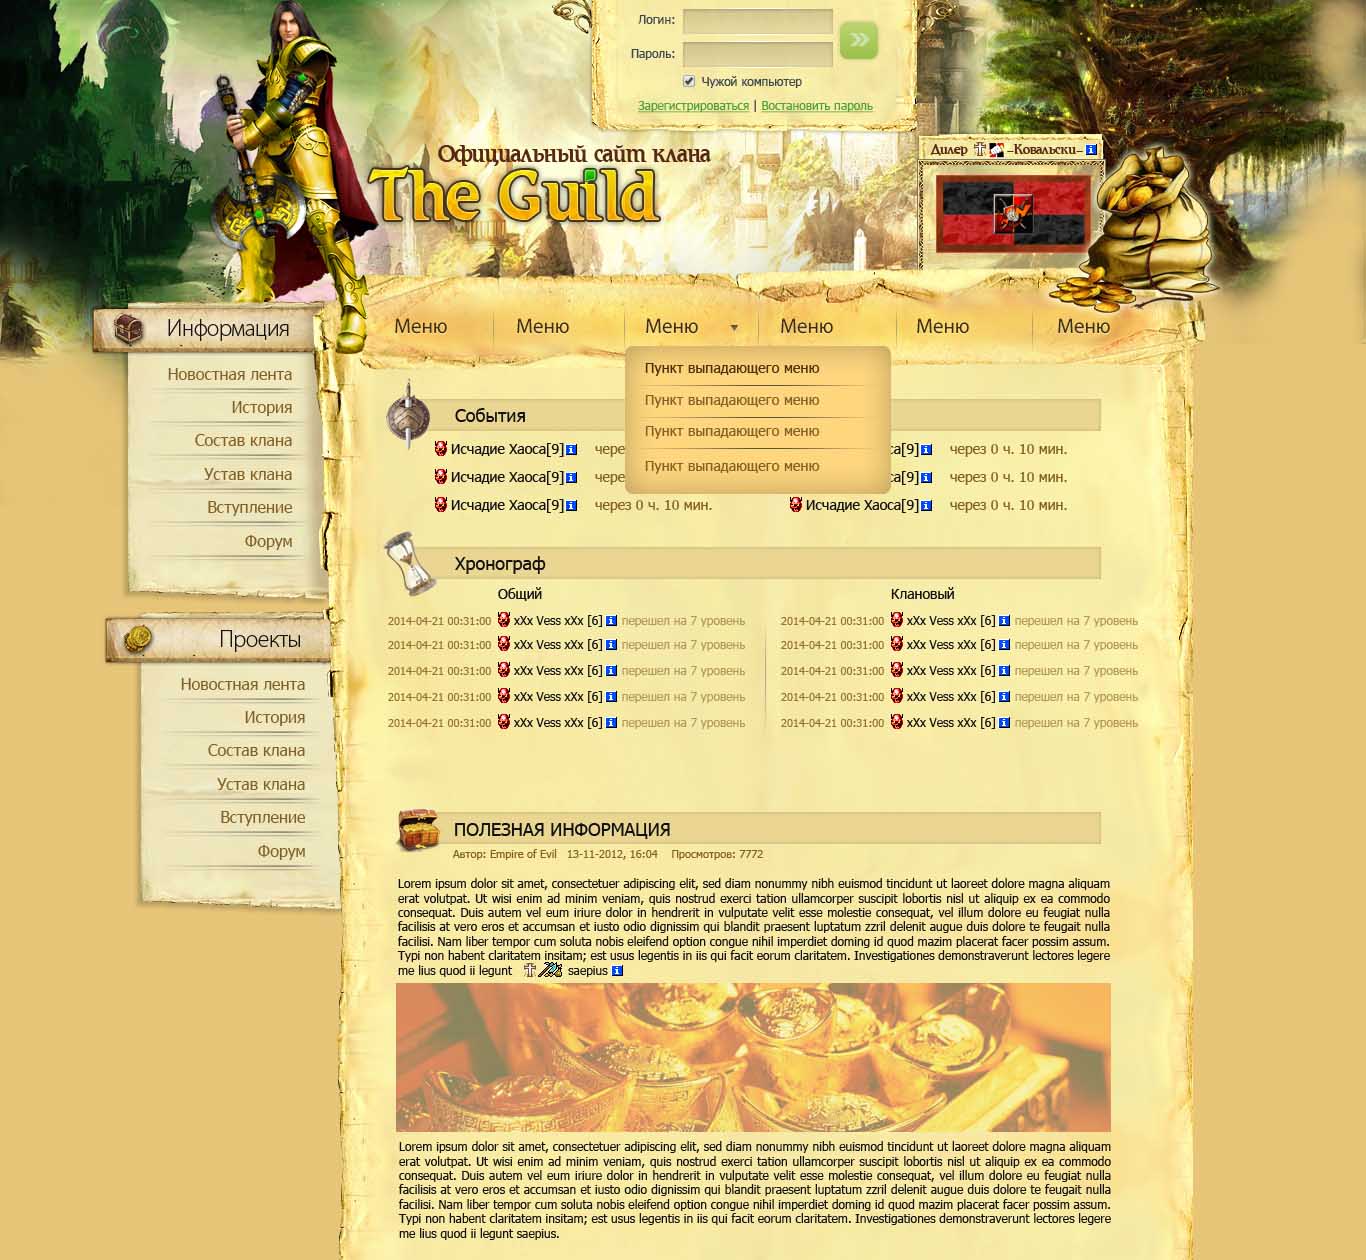 Логин:
Пароль:
Чужой компьютер
Зарегистрироваться | Востановить пароль
Официальный сайт клана
The Guild
Дилер -Ковальски-
Информация
Новостная лента
История
Состав клана
Устав клана
Вступление
Форум
Проекты
Новостная лента
История
Состав клана
Устав клана
Вступление
Форум
Меню Меню Меню Меню Меню Меню
Пункт выпадающего меню
Пункт выпадающего меню
Пункт выпадающего меню
Пункт выпадающего меню
События
Исчадие Хаоса[9] чере са[9] через 0 ч. 10 мин.
Исчадие Хаоса[9] чере са[9] через 0 ч. 10 мин.
Исчадие Хаоса[9] через 0 ч. 10 мин. Исчадие Хаоса[9] через 0 ч. 10 мин.
Хронограф
Общий Клановый
2014-04-21 00:31:00 xXx Vess xXx [6] перешел на 7 уровень 2014-04-21 00:31:00 xXx Vess xXx [6] перешел на 7 уровень
2014-04-21 00:31:00 xXx Vess xXx [6] перешел на 7 уровень 2014-04-21 00:31:00 xXx Vess xXx [6] перешел на 7 уровень
2014-04-21 00:31:00 xXx Vess xXx [6] перешел на 7 уровень 2014-04-21 00:31:00 xXx Vess xXx [6] перешел на 7 уровень
2014-04-21 00:31:00 xXx Vess xXx [6] перешел на 7 уровень 2014-04-21 00:31:00 xXx Vess xXx [6] перешел на 7 уровень
2014-04-21 00:31:00 xXx Vess xXx [6] перешел на 7 уровень 2014-04-21 00:31:00 xXx Vess xXx [6] перешел на 7 уровень
ПОЛЕЗНАЯ ИНФОРМАЦИЯ
Автор: Empire of Evil 13-11-2012, 16:04 Просмотров: 7772
Lorem ipsum dolor sit amet, consectetuer adipiscing elit, sed diam nonummy nibh euismod tincidunt ut laoreet dolore magna aliquam
erat volutpat. Ut wisi enim ad minim veniam, quis nostrud exerci tation ullamcorper suscipit lobortis nisl ut aliquip ex ea commodo
consequat. Duis autem vel eum iriure dolor in hendrerit in vulputate velit esse molestie consequat, vel illum dolore eu feugiat nulla
facilisis at vero eros et accumsan et iusto odio dignissim qui blandit praesent luptatum zzril delenit augue duis dolore te feugait nulla
facilisi. Nam liber tempor cum soluta nobis eleifend option congue nihil imperdiet doming id quod mazim placerat facer possim assum.
Typi non habent claritatem insitam; est usus legentis in iis qui facit eorum claritatem. Investigationes demonstraverunt lectores legere
me lius quod ii legunt saepius
Lorem ipsum dolor sit amet, consectetuer adipiscing elit, sed diam nonummy nibh euismod tincidunt ut laoreet dolore magna aliquam
erat volutpat. Ut wisi enim ad minim veniam, quis nostrud exerci tation ullamcorper suscipit lobortis nisl ut aliquip ex ea commodo
consequat. Duis autem vel eum iriure dolor in hendrerit in vulputate velit esse molestie consequat, vel illum dolore eu feugiat nulla
facilisis at vero eros et accumsan et iusto odio dignissim qui blandit praesent luptatum zzril delenit augue duis dolore te feugait nulla
facilisi. Nam liber tempor cum soluta nobis eleifend option congue nihil imperdiet doming id quod mazim placerat facer possim assum.
Typi non habent claritatem insitam; est usus legentis in iis qui facit eorum claritatem. Investigationes demonstraverunt lectores legere
me lius quod ii legunt saepius.